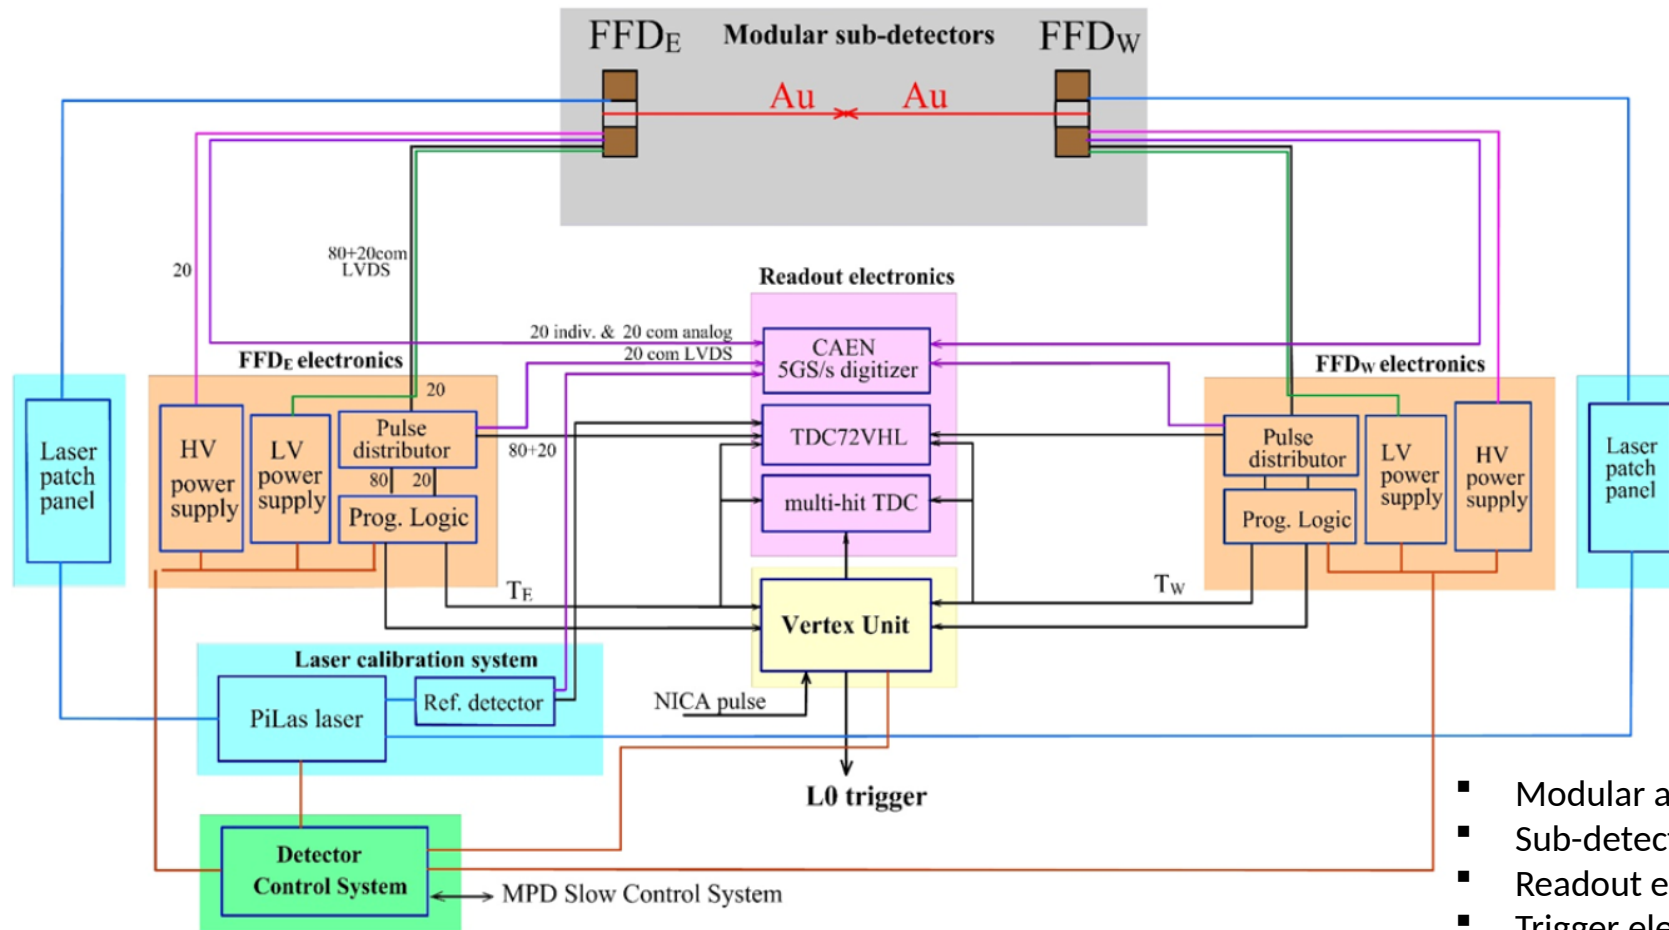 FFDE
Modular sub-detectors
FFDW
Au
Au
20
80+20com
LVDS
Readout electronics
20 indiv. & 20 com analog
20 com LVDS
CAEN
5GS/s digitizer
FFDE electronics
FFDW electronics
20
Laser
patch
panel
HV
power
supply
LV
power
supply
Pulse
distributor
80
20
Prog. Logic
80+20
TDC72VHL
multi-hit TDC
Pulse
distributor
Prog. Logic
LV
power
supply
HV
power
supply
Laser
patch
panel
TE
TW
Vertex Unit
Laser calibration system
PiLas laser
Ref. detector
NICA pulse
L0 trigger
Detector
Control System
MPD Slow Control System
▪ Modular a
▪ Sub-detec
▪ Readout e
▪ Trigger ele